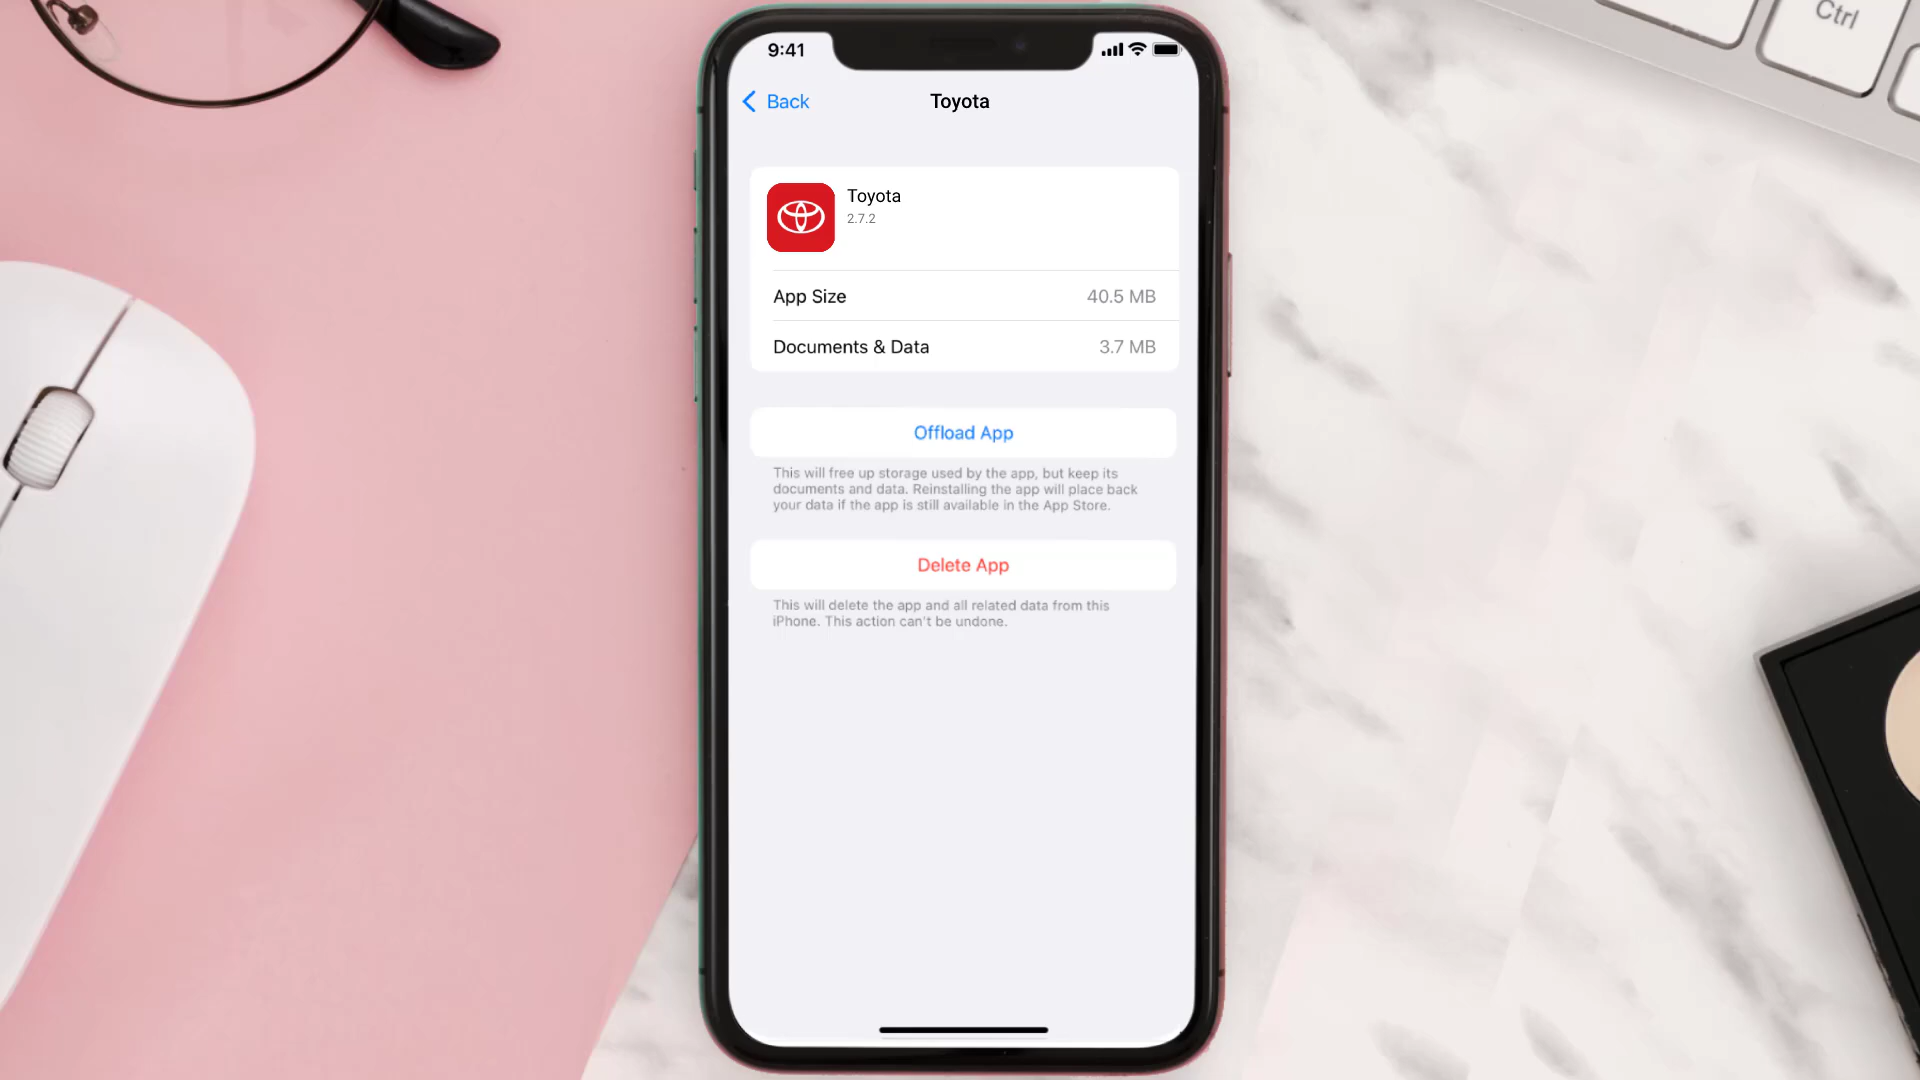 Ctrl
9:41
Back
Toyota
Toyota
2.7.2
App Size 40.5 MB
Documents & Data 3.7 MB
Offload App
This will free up storage used by the app, but keep its
documents and data. Reinstalling the app will place back
your data if the app is still available in the App Store.
Delete App
This will delete the app and all related data from this
iPhone. This action can't be undone.